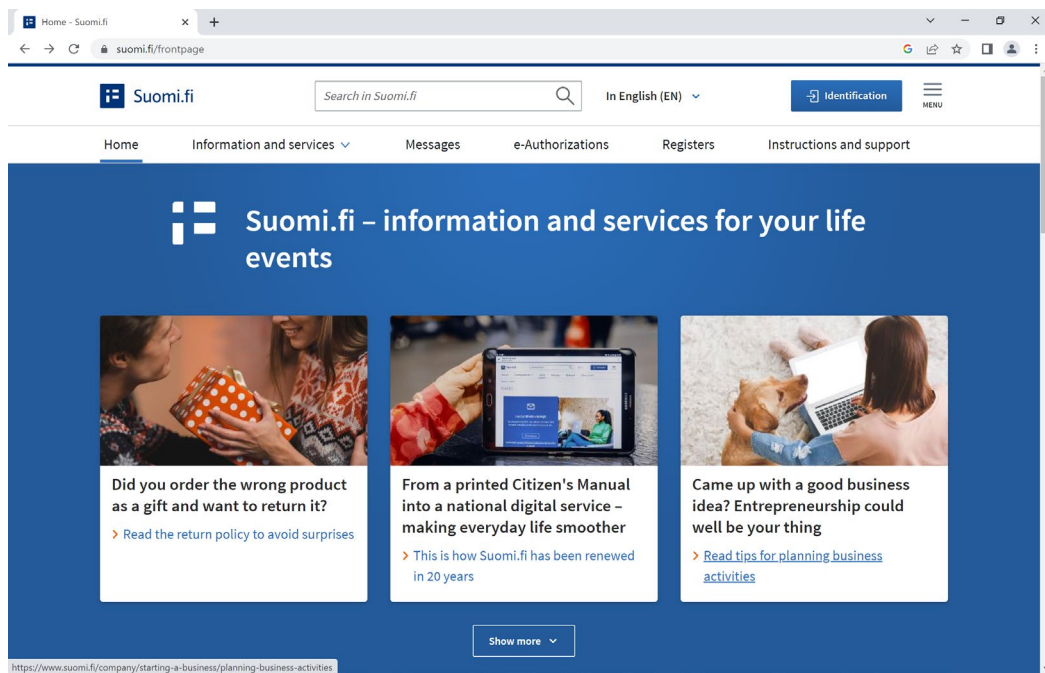 Home - Suomi.fi
suomi.fi/frontpage
Suomi.fi
Search in Suomi.fi
In English (EN)
Identification
MENU
Home
Information and services
Messages
e-Authorizations
Registers
Instructions and support
Suomi.fi – information and services for your life
events
Did you order the wrong product
as a gift and want to return it?
Read the return policy to avoid surprises
From a printed Citizen's Manual
into a national digital service –
making everyday life smoother
This is how Suomi.fi has been renewed
in 20 years
Came up with a good business
idea? Entrepreneurship could
well be your thing
Read tips for planning business
activities
Show more
https://www.suomi.fi/company/starting-a-business/planning-business-activities